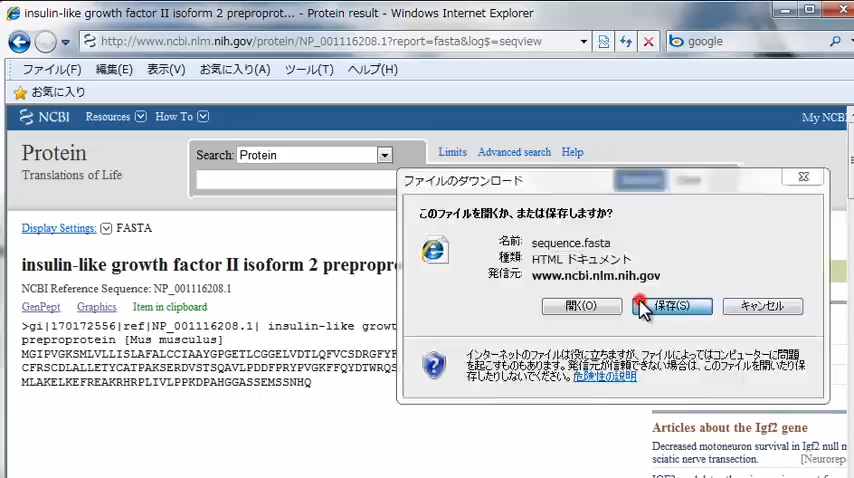 insulin-like growth factor II isoform 2 preproprot... - Protein result - Windows Internet Explorer
http://www.ncbi.nlm.nih.gov/protein/NP_001116208.1?report=fasta&log$=seqview
google
ファイル(F) 編集(E) 表示(V) お気に入り(A) ツール(T) ヘルプ(H)
お気に入り
NCBI Resources How To My NCBI
Protein
Translations of Life
Search: Protein
Limits Advanced search Help
Display Settings: FASTA
insulin-like growth factor II isoform 2 prepropr
NCBI Reference Sequence: NP_001116208.1
GenPept Graphics Item in clipboard
>gi|170172556|ref|NP_001116208.1| insulin-like grow
preproprotein [Mus musculus]
MGIPVGKSMLVLLISLAFALCCIAAYGPGETLCGGELVDTLQFVCSDRGFYF
CFRSCDLALLETYCATPAKSERDVSTSQAVLPDDFPRYPVGKFFQYDTWRQS
MLAKELKEFREAKRHRPLIVLPPKDPAHGGASSEMSSNHQ
ファイルのダウンロード
このファイルを開くか、または保存しますか?
名前: sequence.fasta
種類: HTML ドキュメント
発信元: www.ncbi.nlm.nih.gov
開く(O) 保存(S) キャンセル
インターネットのファイルは役に立ちますが、ファイルによってはコンピューターに問題
を起こすものもあります。発信元が信頼できない場合は、このファイルを開いたり保
存したりしないでください。危険性の説明
Articles about the Igf2 gene
Decreased motoneuron survival in Igf2 null m
sciatic nerve transection. [Neurorep